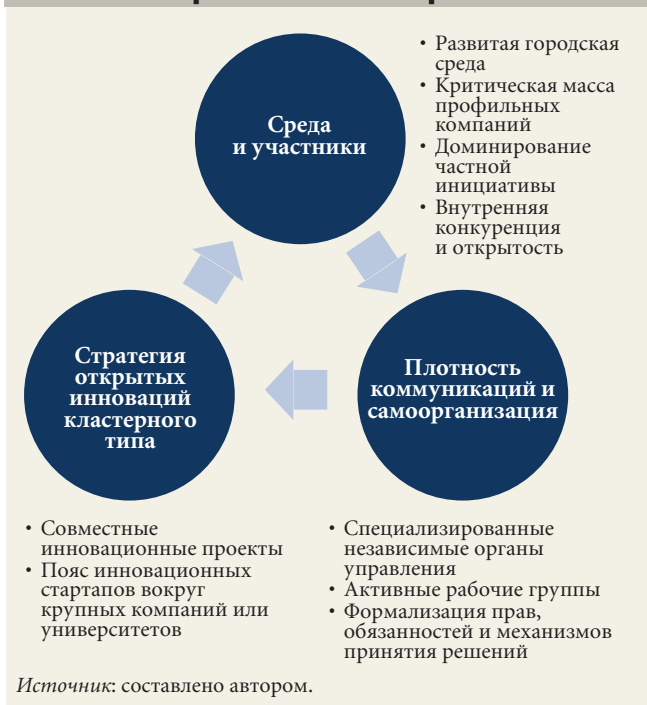 Среда
и участники
• Развитая городская
среда
• Критическая масса
профильных
компаний
• Доминирование
частной
инициативы
• Внутренняя
конкуренция
и открытость
Стратегия
открытых
инноваций
кластерного
типа
Плотность
коммуникаций и
самоорганизация
• Совместные
инновационные проекты
• Пояс инновационных
стартапов вокруг
крупных компаний или
университетов
• Специализированные
независимые органы
управления
• Активные рабочие группы
• Формализация прав,
обязанностей и механизмов
принятия решений
Источник: составлено автором.